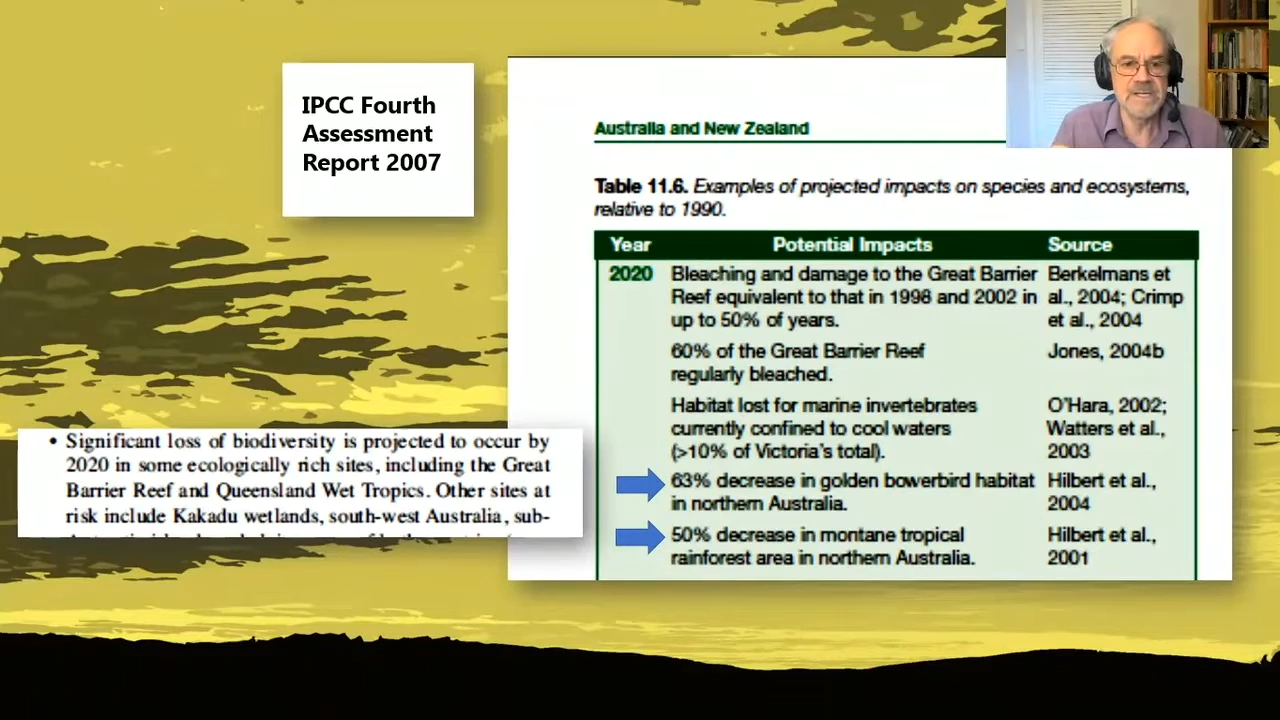 IPCC Fourth
Assessment
Report 2007
Australia and New Zealand
Table 11.6. Examples of projected impacts on species and ecosystems,
relative to 1990.
Year Potential Impacts Source
2020 Bleaching and damage to the Great Barrier Berkelmans et
Reef equivalent to that in 1998 and 2002 in al., 2004; Crimp
up to 50% of years. et al., 2004
60% of the Great Barrier Reef Jones, 2004b
regularly bleached.
Habitat lost for marine invertebrates O'Hara, 2002;
currently confined to cool waters Watters et al.,
(>10% of Victoria's total). 2003
63% decrease in golden bowerbird habitat Hilbert et al.,
in northern Australia. 2004
50% decrease in montane tropical Hilbert et al.,
rainforest area in northern Australia. 2001
• Significant loss of biodiversity is projected to occur by
2020 in some ecologically rich sites, including the Great
Barrier Reef and Queensland Wet Tropics. Other sites at
risk include Kakadu wetlands, south-west Australia, sub-